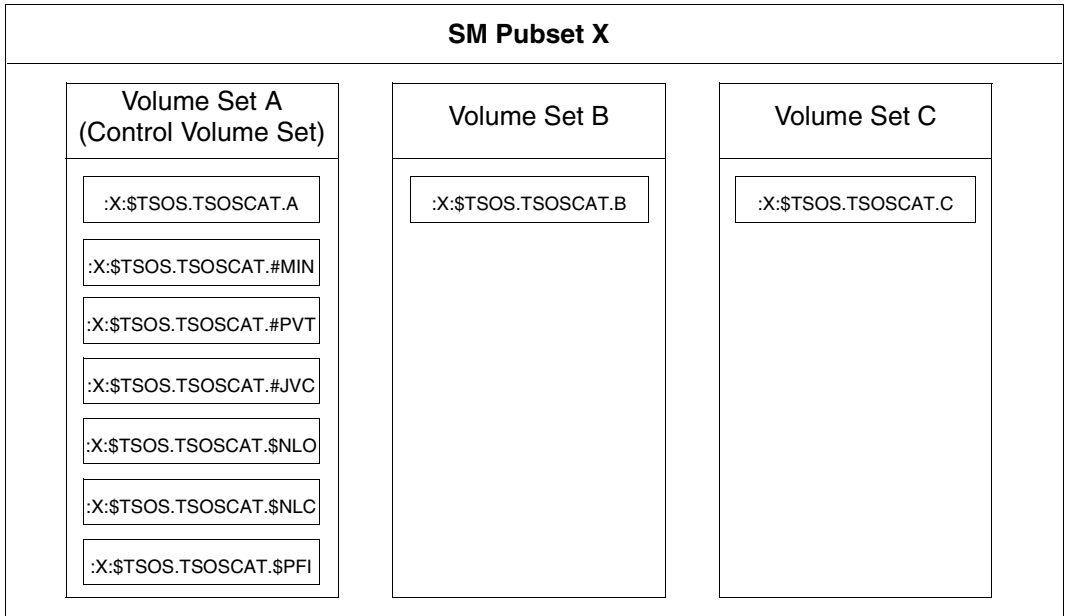 SM Pubset X
Volume Set A
(Control Volume Set)
:X:$TSOS.TSOSCAT.A
:X:$TSOS.TSOSCAT.#MIN
:X:$TSOS.TSOSCAT.#PVT
:X:$TSOS.TSOSCAT.#JVC
:X:$TSOS.TSOSCAT.$NLO
:X:$TSOS.TSOSCAT.$NLC
:X:$TSOS.TSOSCAT.$PFI
Volume Set B
:X:$TSOS.TSOSCAT.B
Volume Set C
:X:$TSOS.TSOSCAT.C